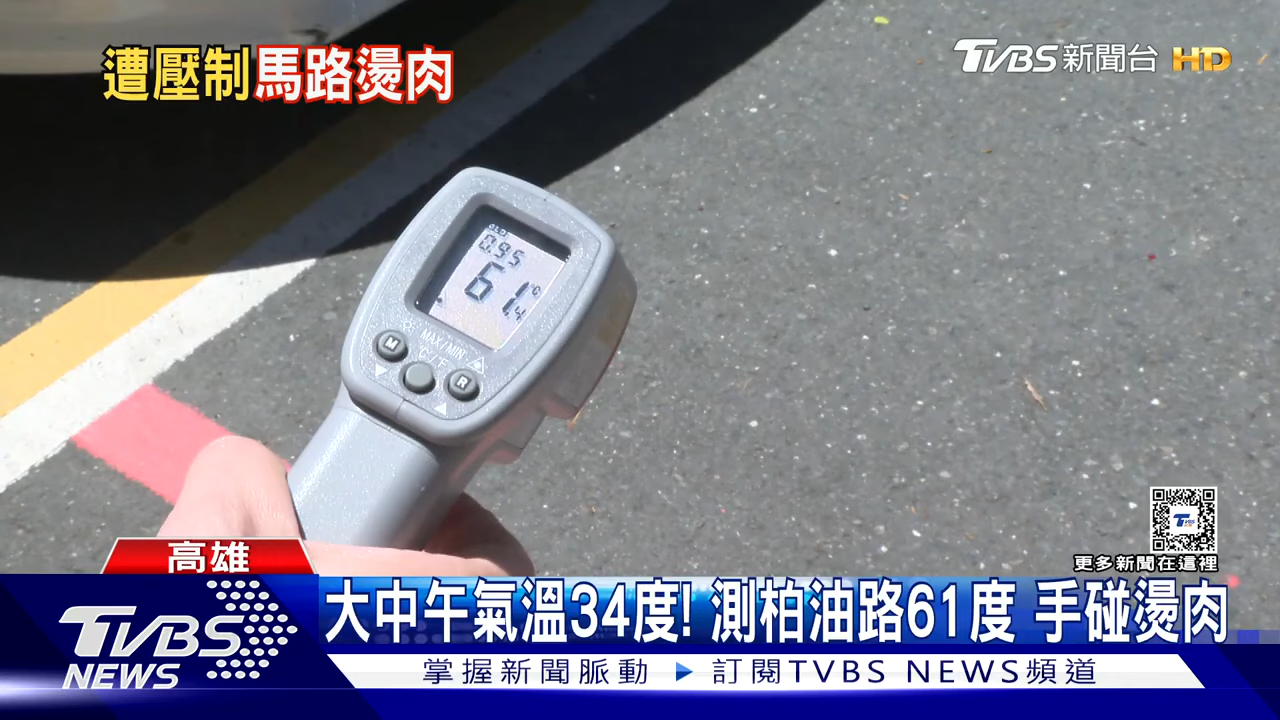 遭壓制馬路燙肉
TVBS新聞台 HD
0.95
61.4 °C
MAX/MIN
°C/°F
M
R
更多新聞在這裡
高雄
大中午氣溫34度! 測柏油路61度 手碰燙肉
TVBS NEWS
掌握新聞脈動 訂閱TVBS NEWS頻道